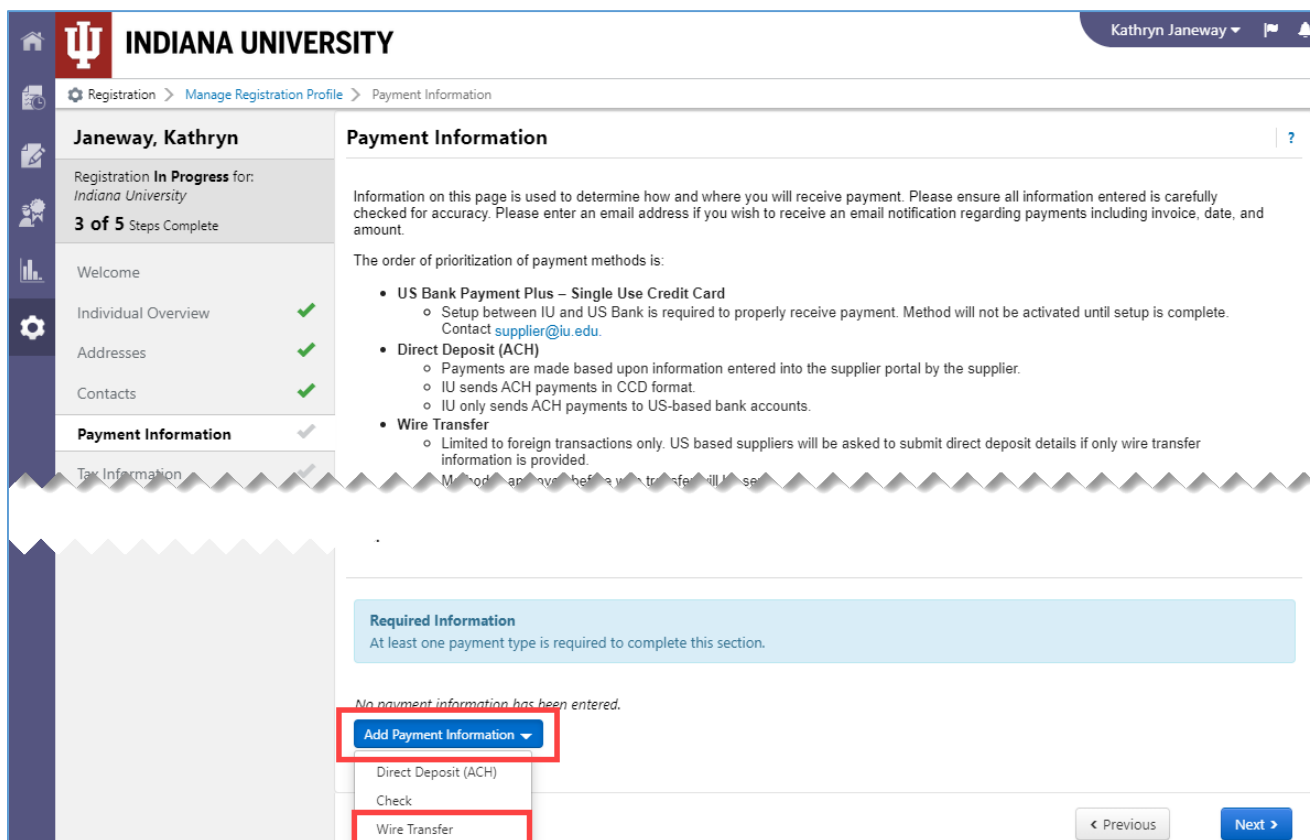 Kathryn Janeway
INDIANA UNIVERSITY
Registration > Manage Registration Profile > Payment Information
Janeway, Kathryn
Registration In Progress for:
Indiana University
3 of 5 Steps Complete
Welcome
Individual Overview
Addresses
Contacts
Payment Information
Tax Information
Payment Information
?
Information on this page is used to determine how and where you will receive payment. Please ensure all information entered is carefully
checked for accuracy. Please enter an email address if you wish to receive an email notification regarding payments including invoice, date, and
amount.
The order of prioritization of payment methods is:
• US Bank Payment Plus – Single Use Credit Card
o Setup between IU and US Bank is required to properly receive payment. Method will not be activated until setup is complete.
Contact supplier@iu.edu.
• Direct Deposit (ACH)
o Payments are made based upon information entered into the supplier portal by the supplier.
o IU sends ACH payments in CCD format.
o IU only sends ACH payments to US-based bank accounts.
• Wire Transfer
o Limited to foreign transactions only. US based suppliers will be asked to submit direct deposit details if only wire transfer
information is provided.
.
Required Information
At least one payment type is required to complete this section.
No payment information has been entered.
Add Payment Information
Direct Deposit (ACH)
Check
Wire Transfer
< Previous
Next >